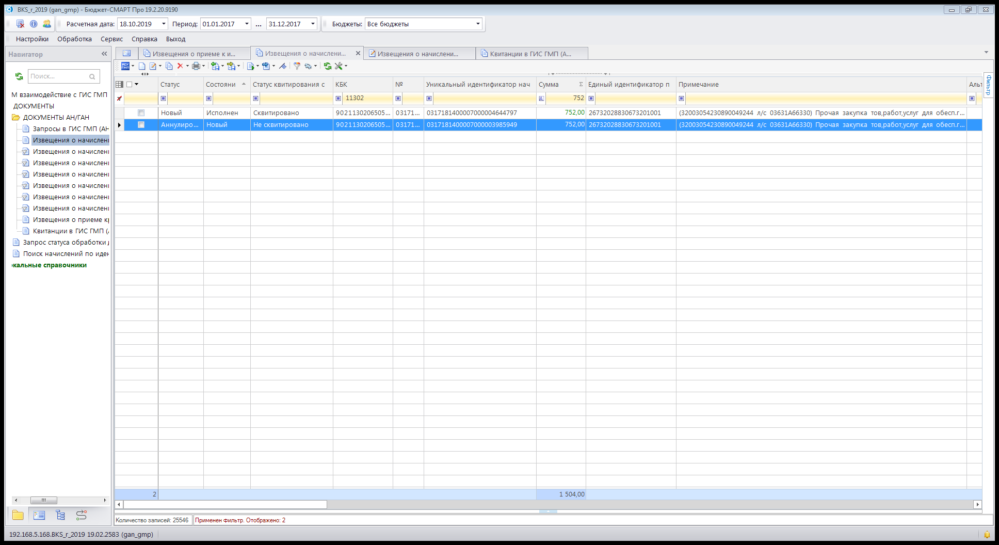 BKS_r_2019 (gan_gmp) - Бюджет-СМАРТ Про 19.2.20.9190
Расчетная дата: 18.10.2019 Период: 01.01.2017 ... 31.12.2017 Бюджеты: Все бюджеты
Настройки Обработка Сервис Справка Выход
Навигатор
Извещения о приеме к и... Извещения о начислени... Извещения о начислени... Квитанции в ГИС ГМП (А...
Поиск...
М взаимодействие с ГИС ГМП
ДОКУМЕНТЫ
ДОКУМЕНТЫ АН/ГАН
Запросы в ГИС ГМП (АН
Извещения о начислени
Извещения о начислени
Извещения о начислени
Извещения о начислени
Извещения о начислени
Извещения о начислени
Извещения о начислени
Извещения о приеме к
Квитанции в ГИС ГМП (
Запрос статуса обработки
Поиск начислений по иден
кальные справочники
Статус Состояни Статус квитирования с КБК № Уникальный идентификатор нач Сумма Σ Единый идентификатор п Примечание Альт
11302 752
Новый Исполнен Сквитировано 9021130206505... 03171... 0317181400007000004644797 752,00 26732028830673201001 (32003054230890049244 л/с 03631А66330) Прочая закупка тов,работ,услуг для обесп.г...
Аннулиро... Новый Не сквитировано 9021130206505... 03171... 0317181400007000003985949 752,00 26732028830673201001 (32003054230890049244 л/с 03631А66330) Прочая закупка тов,работ,услуг для обесп.г...
Фильтр
2 1 504,00
Количество записей: 25546 Применен фильтр. Отображено: 2
192.168.5.168.BKS_r_2019 19.02.2583 (gan_gmp)